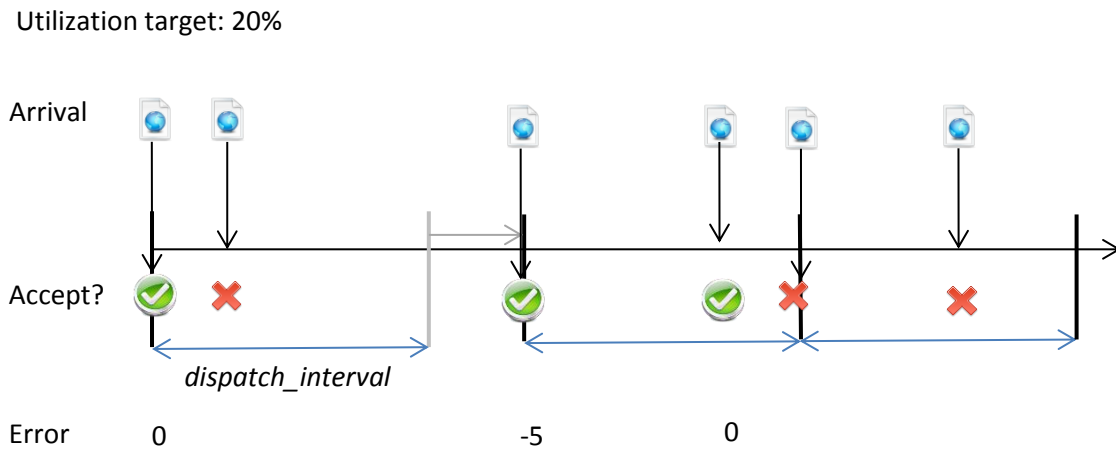 Utilization target: 20%
Arrival
Accept?
dispatch_interval
Error 0 -5 0